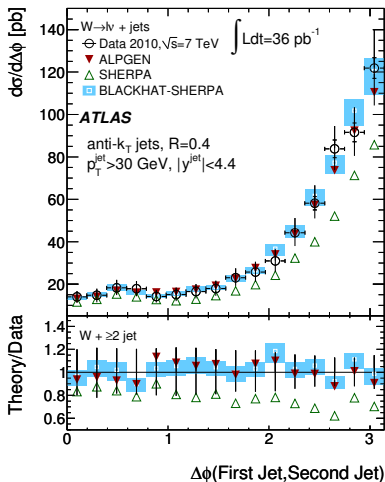 W→lν + jets
∫Ldt=36 pb⁻¹
Data 2010,√s=7 TeV
ALPGEN
SHERPA
BLACKHAT-SHERPA
ATLAS
anti-k_T jets, R=0.4
p_T^jet>30 GeV, |y^jet|<4.4
dσ/dΔϕ [pb]
120
100
80
60
40
20
W + ≥2 jet
Theory/Data
1.4
1.2
1.0
0.8
0.6
0 1 2 3
Δϕ(First Jet,Second Jet)